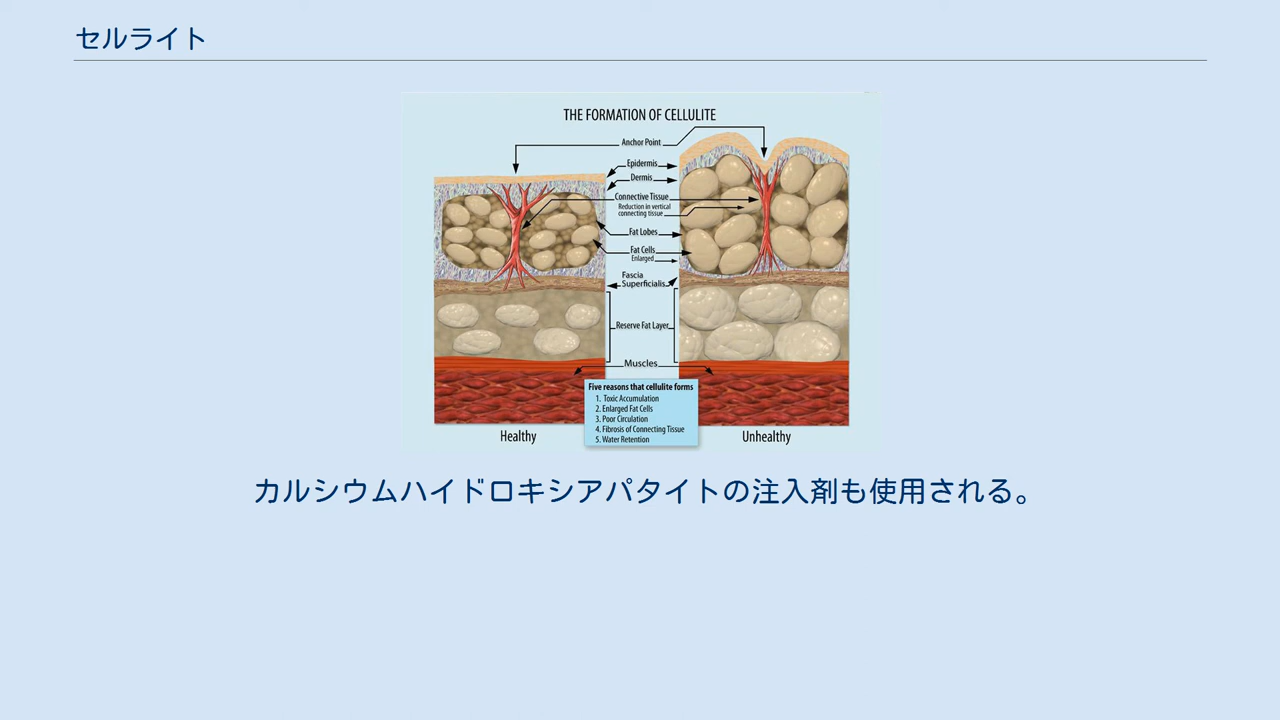 セルライト
THE FORMATION OF CELLULITE
Anchor Point
Epidermis
Dermis
Connective Tissue
Reduction in vertical
connecting tissue
Fat Lobes
Fat Cells
Enlarged
Fascia
Superficialis
Reserve Fat Layer
Muscles
Five reasons that cellulite forms
1. Toxic Accumulation
2. Enlarged Fat Cells
3. Poor Circulation
4. Fibrosis of Connecting Tissue
5. Water Retention
Healthy
Unhealthy
カルシウムハイドロキシアパタイトの注入剤も使用される。